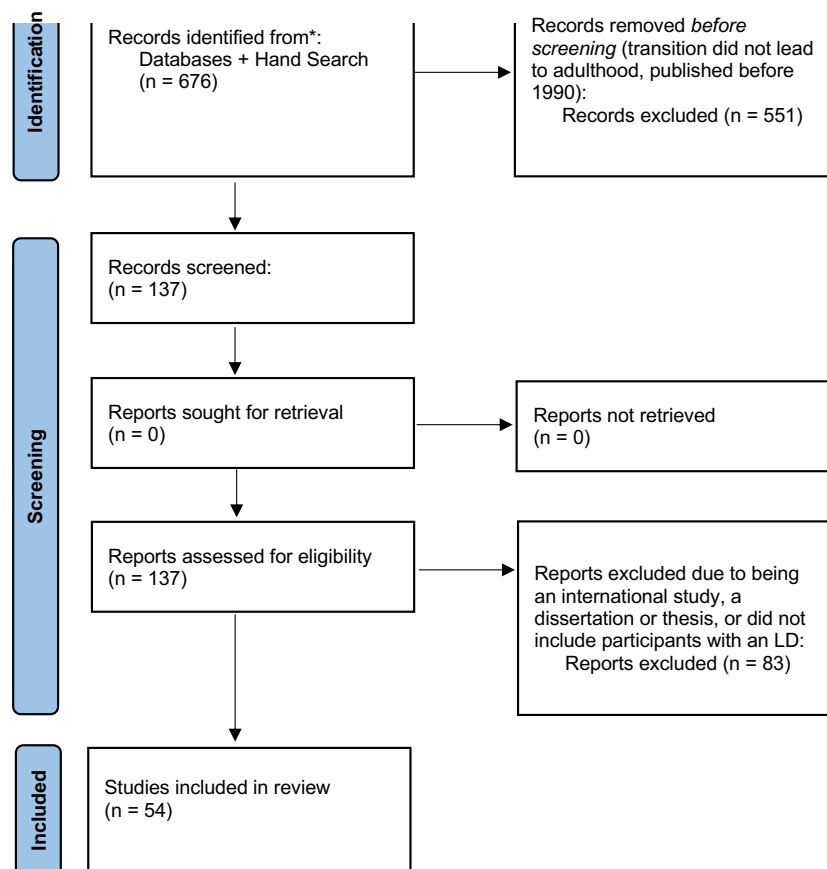 Identification
Records identified from*:
Databases + Hand Search
(n = 676)
Records removed before
screening (transition did not lead
to adulthood, published before
1990):
Records excluded (n = 551)
Screening
Records screened:
(n = 137)
Reports sought for retrieval
(n = 0)
Reports not retrieved
(n = 0)
Reports assessed for eligibility
(n = 137)
Reports excluded due to being
an international study, a
dissertation or thesis, or did not
include participants with an LD:
Reports excluded (n = 83)
Included
Studies included in review
(n = 54)